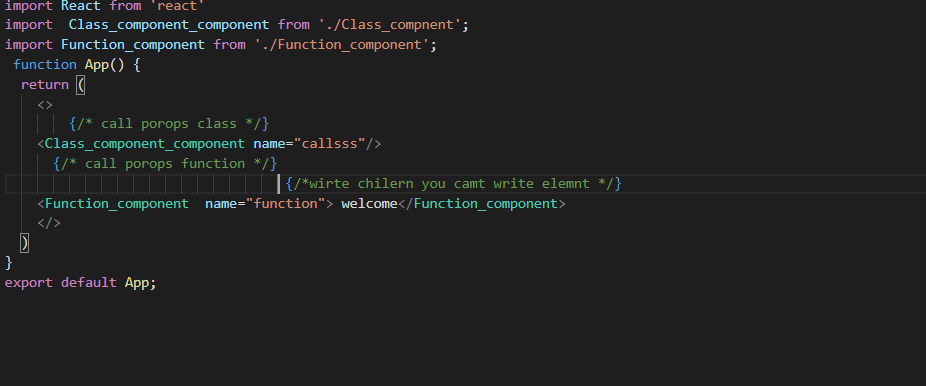 import React from 'react'
import  Class_component_component from './Class_compnent';
import Function_component from './Function_component';
 function App() {
  return (
    <>
        {/* call porops class */}
    <Class_component_component name="callsss"/>
      {/* call porops function */}
                                   {/*wirte chilern you camt write elemnt */}
    <Function_component  name="function"> welcome</Function_component>
    </>
  )
}
export default App;